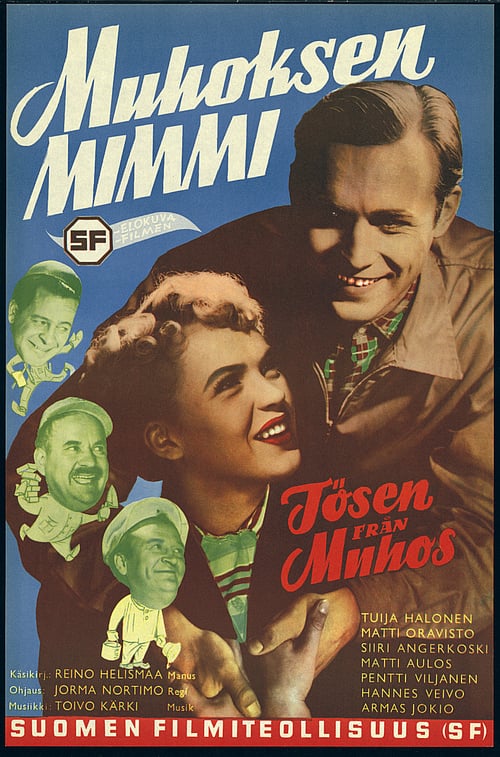 Muhoksen
MIMMI
SF
-ELOKUVA
-FILMEN
Tösen
FRÅN
Muhos
TUIJA HALONEN
MATTI ORAVISTO
SIIRI ANGERKOSKI
MATTI AULOS
PENTTI VILJANEN
HANNES VEIVO
ARMAS JOKIO
Käsikirj.: REINO HELISMAA Manus
Ohjaus: JORMA NORTIMO Regi
Musiikki: TOIVO KÄRKI Musik
SUOMEN FILMITEOLLISUUS (SF)